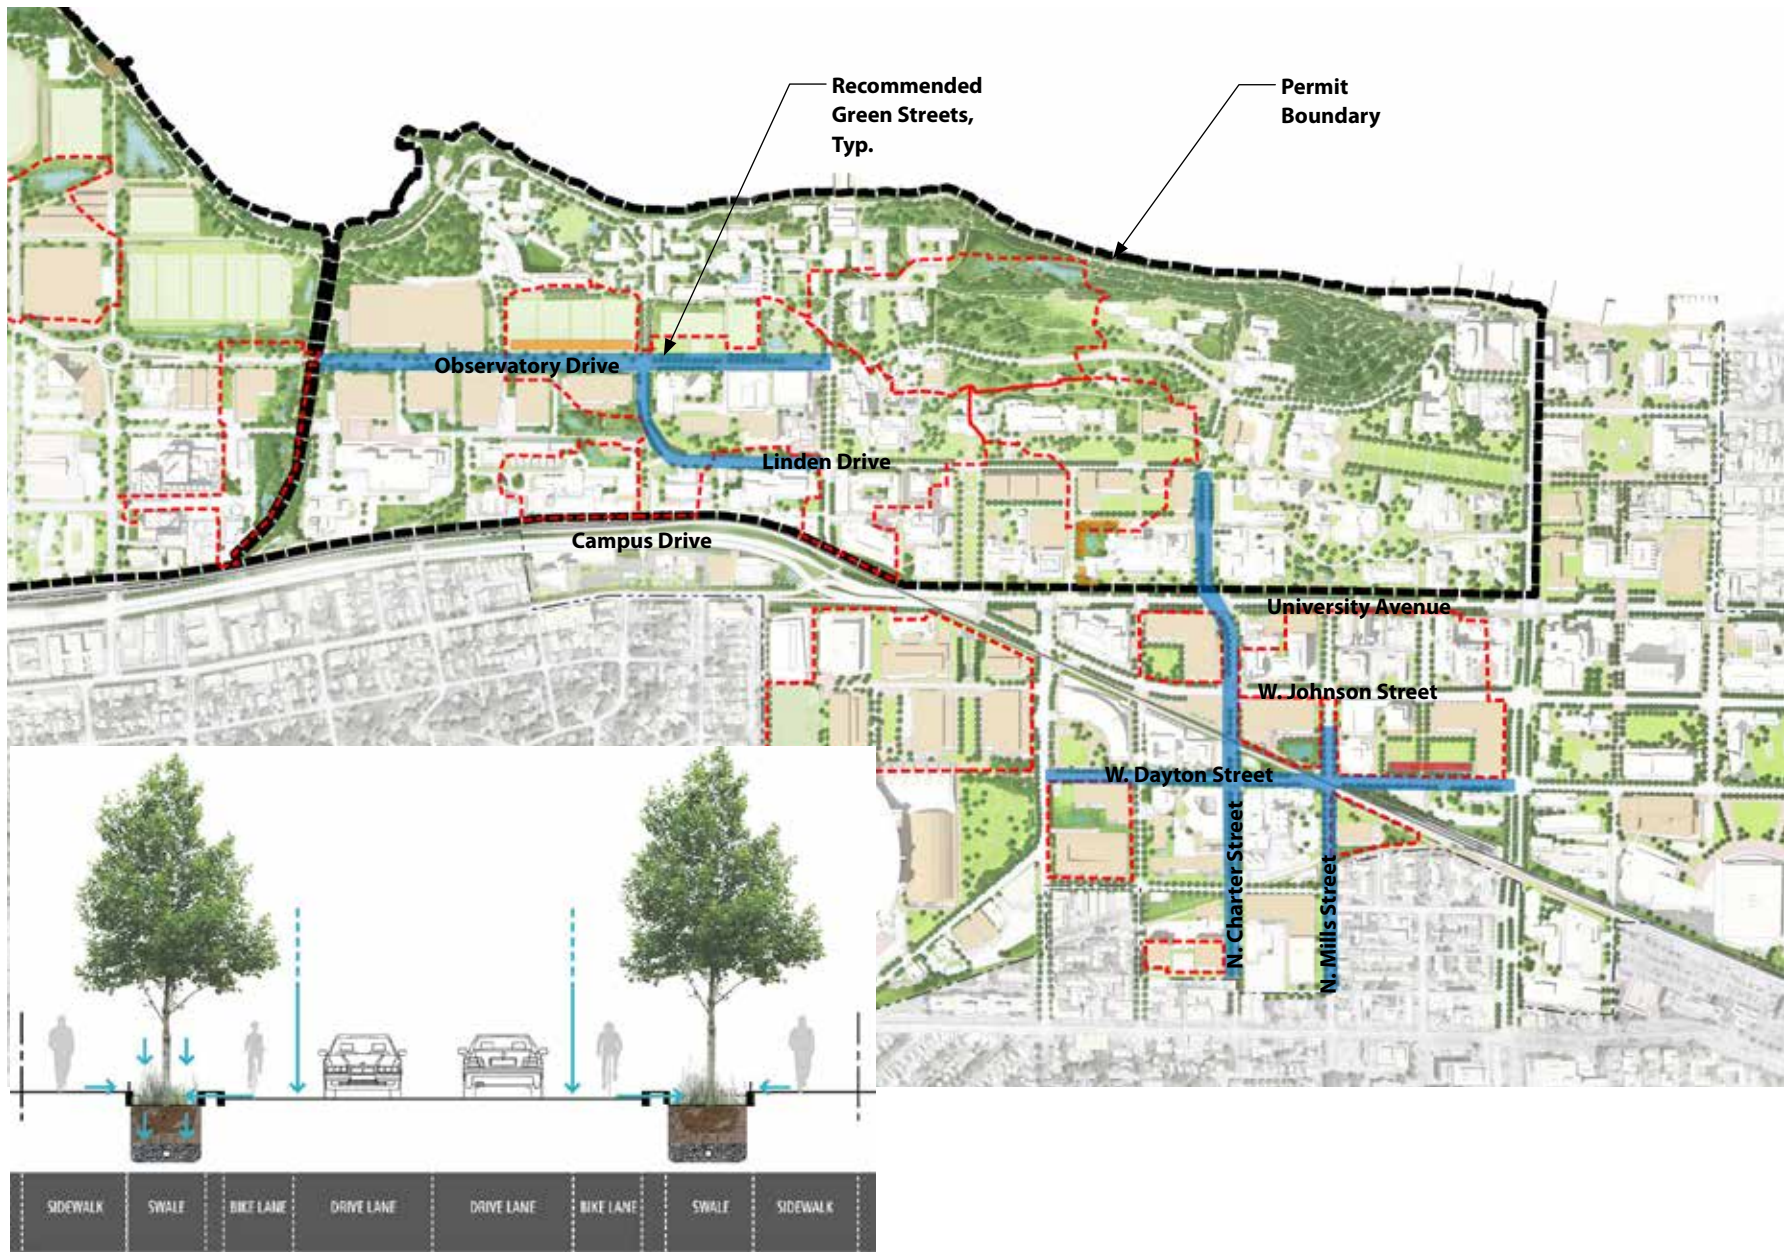 Recommended
Green Streets,
Typ.
Permit
Boundary
Observatory Drive
Linden Drive
Campus Drive
University Avenue
W. Johnson Street
W. Dayton Street
N. Charter Street
N. Mills Street
SIDEWALK SWALE BIKE LANE DRIVE LANE DRIVE LANE BIKE LANE SWALE SIDEWALK